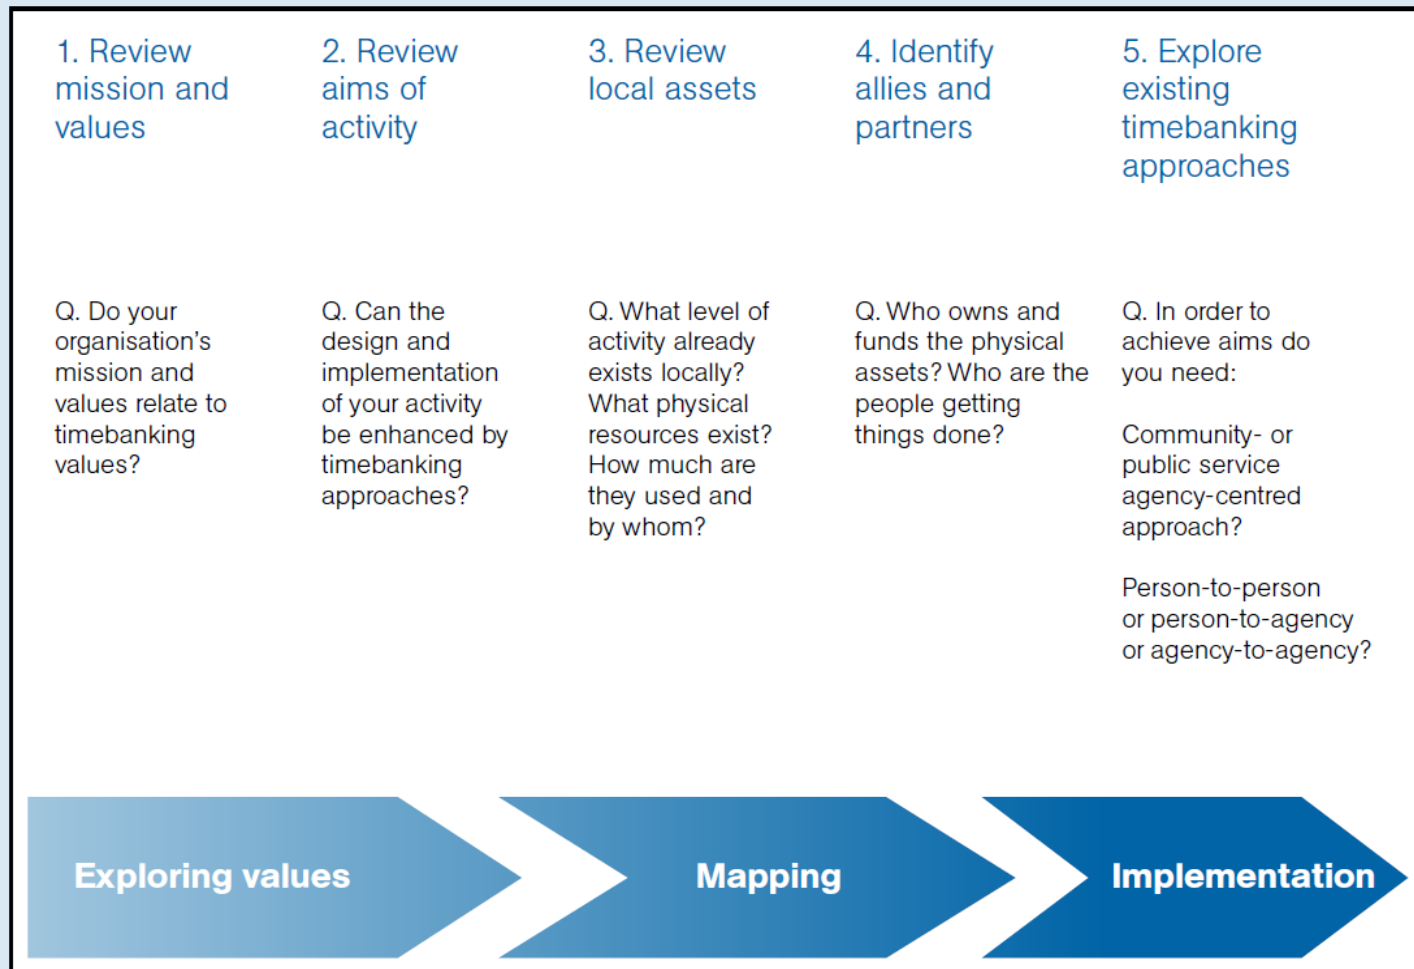 1. Review
mission and
values
2. Review
aims of
activity
3. Review
local assets
4. Identify
allies and
partners
5. Explore
existing
timebanking
approaches
Q. Do your
organisation’s
mission and
values relate to
timebanking
values?
Q. Can the
design and
implementation
of your activity
be enhanced by
timebanking
approaches?
Q. What level of
activity already
exists locally?
What physical
resources exist?
How much are
they used and
by whom?
Q. Who owns and
funds the physical
assets? Who are the
people getting
things done?
Q. In order to
achieve aims do
you need:
Community- or
public service
agency-centred
approach?
Person-to-person
or person-to-agency
or agency-to-agency?
Exploring values
Mapping
Implementation